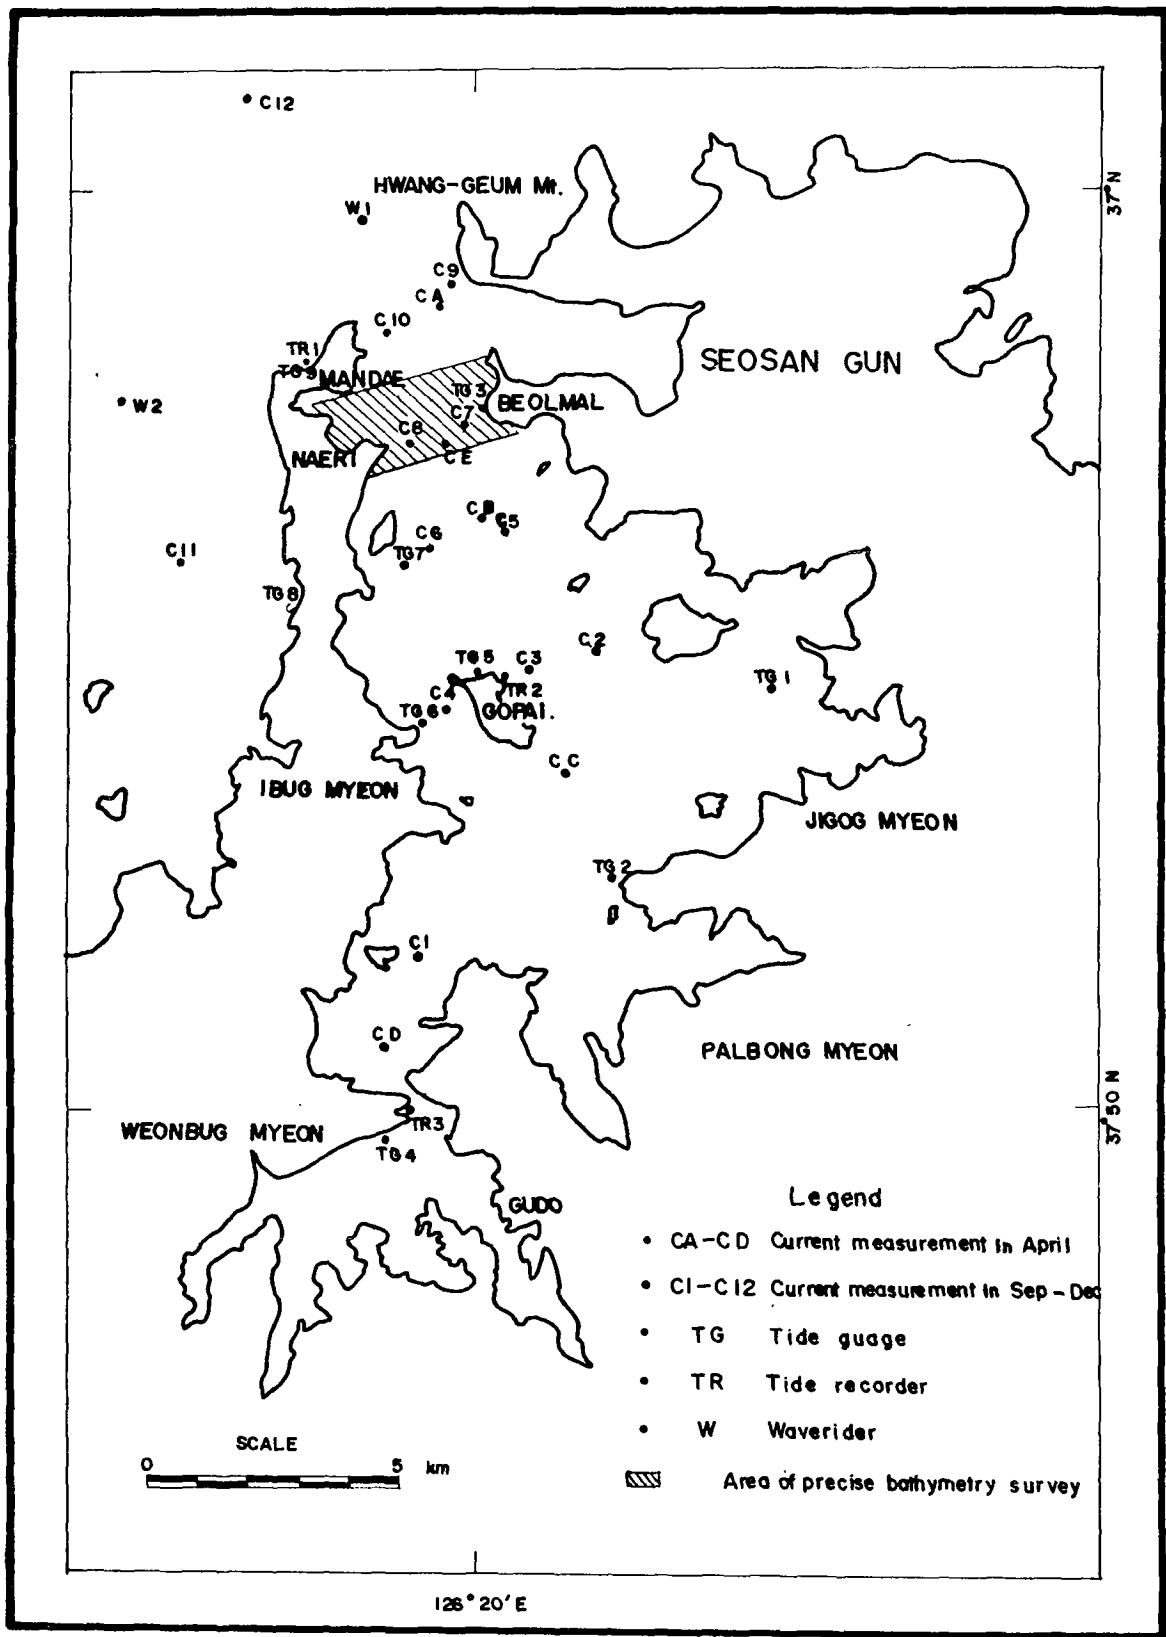 C12
HWANG-GEUM Mt.
W1
37°N
C9
CA
C10
TR1
TG9
MANDAE
SEOSAN GUN
W2
TG3
BEOLMAL
C7
C8
NAERI
CE
CB
C5
C6
C11
TG7
TG8
C2
TG5
C3
TG1
C4
TR2
TG6
GOPAI.
CC
IBUG MYEON
JIGOG MYEON
TG2
C1
CD
PALBONG MYEON
37°50N
WEONBUG MYEON
TR3
TG4
GUDO
Legend
CA-CD Current measurement in April
C1-C12 Current measurement in Sep-Dec
TG Tide guage
TR Tide recorder
W Waverider
Area of precise bathymetry survey
SCALE
0 5 km
126°20'E